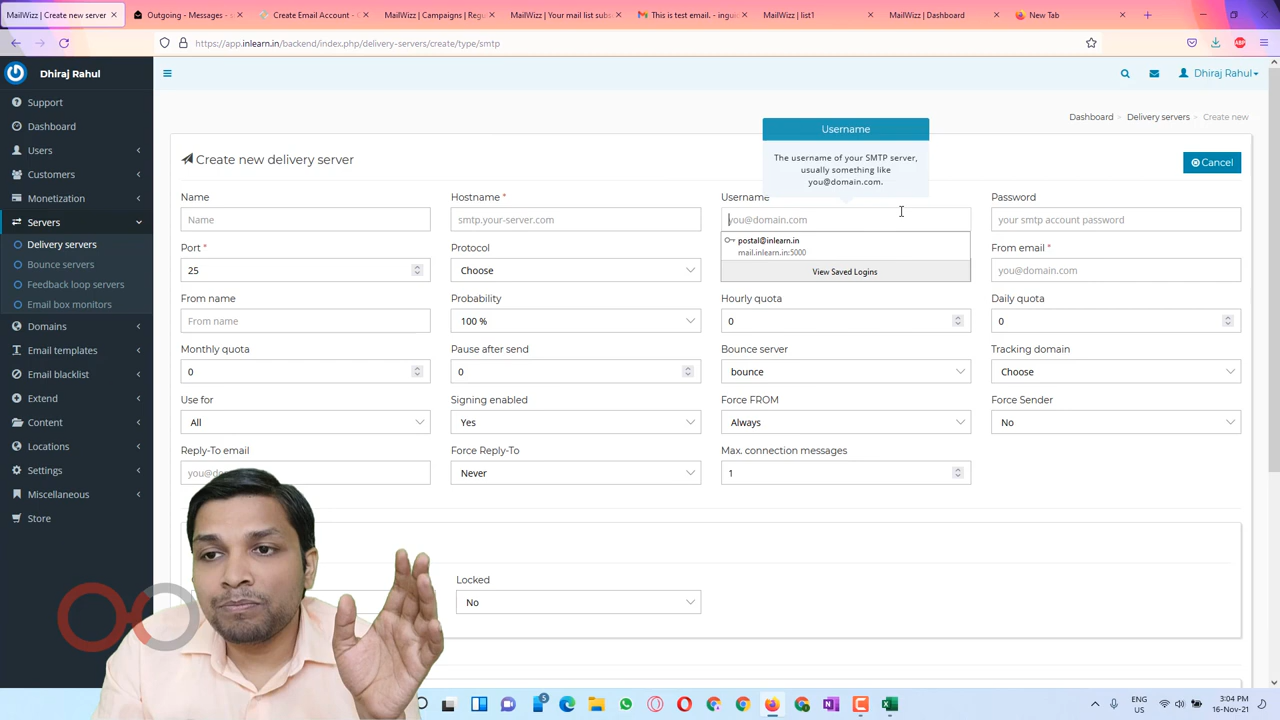 MailWizz | Create new server
Outgoing - Messages -
Create Email Account - C
MailWizz | Campaigns | Rep
MailWizz | Your mail list subs
This is test email. - inguic
MailWizz | list1
MailWizz | Dashboard
New Tab
https://app.inlearn.in/backend/index.php/delivery-servers/create/type/smtp
Dhiraj Rahul
Dhiraj Rahul
Support
Dashboard
Users
Customers
Monetization
Servers
Delivery servers
Bounce servers
Feedback loop servers
Email box monitors
Domains
Email templates
Email blacklist
Extend
Content
Locations
Settings
Miscellaneous
Store
Dashboard
Delivery servers
Create new
Create new delivery server
Cancel
Username
The username of your SMTP server,
usually something like
you@domain.com.
Name
Hostname *
Username
Password
Name
smtp.your-server.com
you@domain.com
your smtp account password
postal@inlearn.in
mail.inlearn.in:5000
View Saved Logins
Port *
Protocol
From email *
25
Choose
you@domain.com
From name
Probability
Hourly quota
Daily quota
From name
100 %
0
0
Monthly quota
Pause after send
Bounce server
Tracking domain
0
0
bounce
Choose
Use for
Signing enabled
Force FROM
Force Sender
All
Yes
Always
No
Reply-To email
Force Reply-To
Max. connection messages
Never
1
Locked
No
5
ENG
US
3:04 PM
16-Nov-21